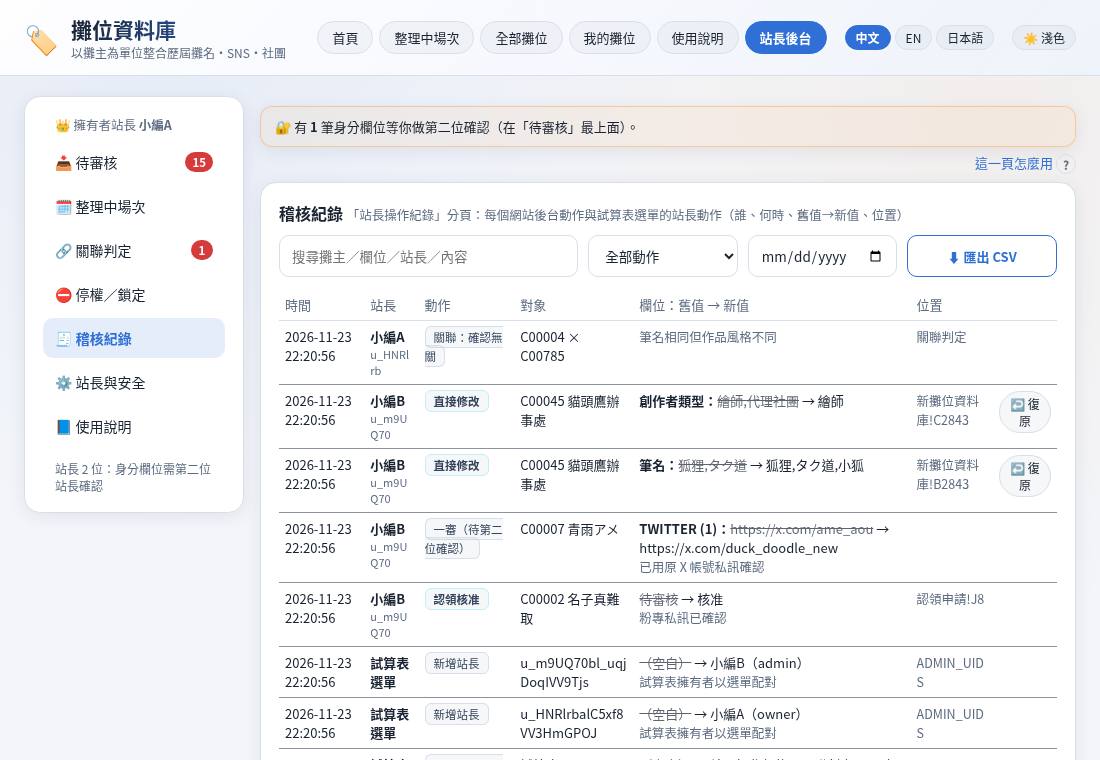 🏷️ 攤位資料庫
以攤主為單位整合歷屆攤名・SNS・社團
首頁 整理中場次 全部攤位 我的攤位 使用說明 站長後台 中文 EN 日本語 ☀️ 淺色
👑 擁有者站長 小編A
📥 待審核 15
🗓️ 整理中場次
🔗 關聯判定 1
⛔ 停權／鎖定
🧾 稽核紀錄
⚙️ 站長與安全
📘 使用說明
站長 2 位：身分欄位需第二位
站長確認
🔐 有 1 筆身分欄位等你做第二位確認（在「待審核」最上面）。
這一頁怎麼用 ?
稽核紀錄 「站長操作紀錄」分頁：每個網站後台動作與試算表選單的站長動作（誰、何時、舊值→新值、位置）
搜尋攤主／欄位／站長／內容 全部動作 mm/dd/yyyy ⬇ 匯出 CSV
時間 站長 動作 對象 欄位：舊值 → 新值 位置
2026-11-23 小編A 關聯：確認無 C00004 × 筆名相同但作品風格不同 關聯判定
22:20:56 u_HNRl 關 C00785
rb
2026-11-23 小編B 直接修改 C00045 貓頭鷹辦 創作者類型：繪師,代理社團 → 繪師 新攤位資料 ↩️ 復
22:20:56 u_m9U 事處 庫!C2843 原
Q70
2026-11-23 小編B 直接修改 C00045 貓頭鷹辦 筆名：狐狸,タク道 → 狐狸,タク道,小狐 新攤位資料 ↩️ 復
22:20:56 u_m9U 事處 庫!B2843 原
Q70
2026-11-23 小編B 一審（待第二 C00007 青雨アメ TWITTER (1)：https://x.com/ame_aou →
22:20:56 u_m9U 位確認） https://x.com/duck_doodle_new
Q70 已用原 X 帳號私訊確認
2026-11-23 小編B 認領核准 C00002 名子真難 待審核 → 核准 認領申請!J8
22:20:56 u_m9U 取 粉專私訊已確認
Q70
2026-11-23 試算表 新增站長 u_m9UQ70bl_uqj （空白） → 小編B（admin） ADMIN_UID
22:20:56 選單 DoqIVV9Tjs 試算表擁有者以選單配對 S
2026-11-23 試算表 新增站長 u_HNRlrbalC5xf8 （空白） → 小編A（owner） ADMIN_UID
22:20:56 選單 VV3HmGPOJ 試算表擁有者以選單配對 S